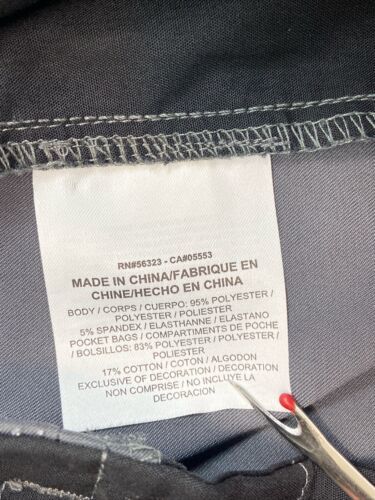 RN#56323 - CA#05553
MADE IN CHINA/FABRIQUE EN
CHINE/HECHO EN CHINA
BODY / CORPS / CUERPO: 95% POLYESTER /
POLYESTER / POLIESTER
5% SPANDEX / ELASTHANNE / ELASTANO
POCKET BAGS / COMPARTIMENTS DE POCHE
/ BOLSILLOS: 83% POLYESTER / POLYESTER /
POLIESTER
17% COTTON / COTON / ALGODON
EXCLUSIVE OF DECORATION / DECORATION
NON COMPRISE / NO INCLUYE LA
DECORACION